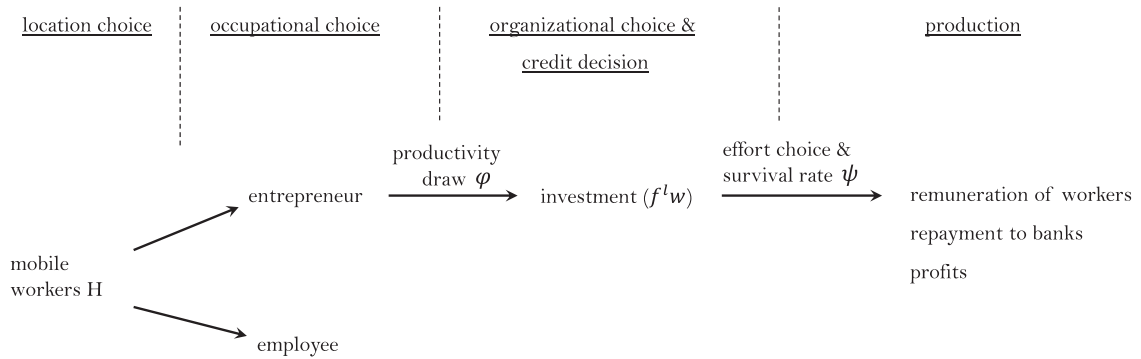 location choice
occupational choice
organizational choice &
credit decision
production
productivity
draw φ
effort choice &
survival rate ψ
entrepreneur
investment (fˡw)
remuneration of workers
repayment to banks
profits
mobile
workers H
employee